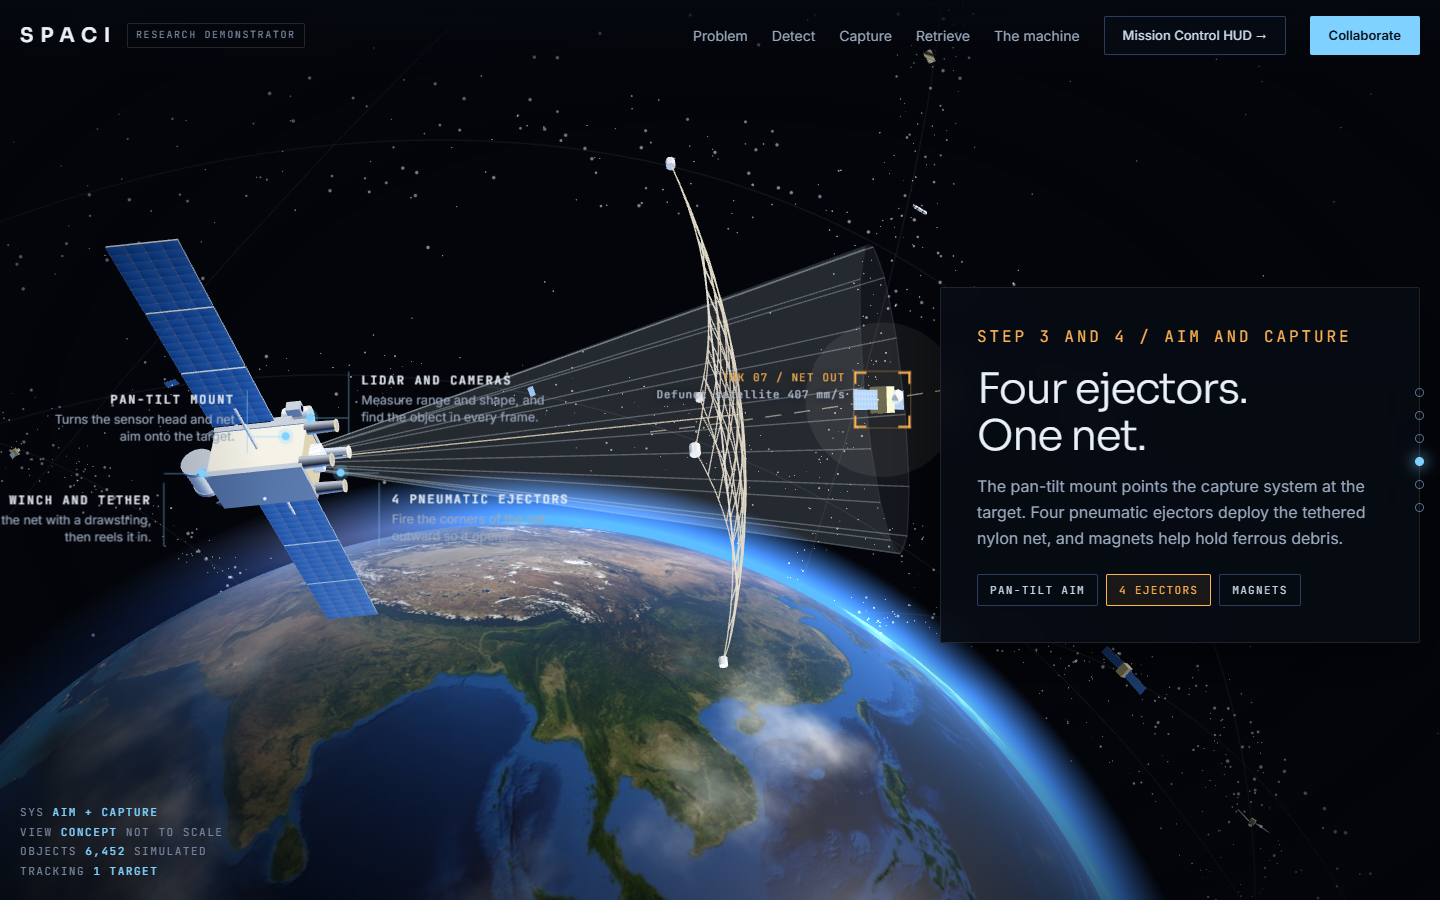 SPACI
RESEARCH DEMONSTRATOR
Problem
Detect
Capture
Retrieve
The machine
Mission Control HUD →
Collaborate
LIDAR AND CAMERAS
Measure range and shape, and
find the object in every frame.
PAN-TILT MOUNT
Turns the sensor head and net
aim onto the target.
07 / NET OUT
Defunct satellite 407 mm/s
WINCH AND TETHER
the net with a drawstring,
then reels it in.
4 PNEUMATIC EJECTORS
Fire the corners of the net
outward so it opens.
STEP 3 AND 4 / AIM AND CAPTURE
Four ejectors.
One net.
The pan-tilt mount points the capture system at the
target. Four pneumatic ejectors deploy the tethered
nylon net, and magnets help hold ferrous debris.
PAN-TILT AIM
4 EJECTORS
MAGNETS
SYS AIM + CAPTURE
VIEW CONCEPT NOT TO SCALE
OBJECTS 6,452 SIMULATED
TRACKING 1 TARGET